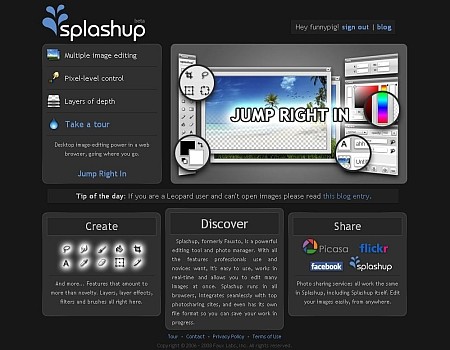 splashup
beta
Hey funnypig! sign out | blog
Multiple image editing
Pixel-level control
Layers of depth
Take a tour
Desktop image-editing power in a web
browser, going where you go.
Jump Right In
JUMP RIGHT IN
Tip of the day: If you are a Leopard user and can't open images please read this blog entry.
Create
And more... Features that amount to
more than novelty. Layers, layer effects,
filters and brushes all right here.
Discover
Splashup, formerly Fauxto, is a powerful
editing tool and photo manager. With all
the features professionals use and
novices want, it's easy to use, works in
real-time and allows you to edit many
images at once. Splashup runs in all
browsers, integrates seamlessly with top
photosharing sites, and even has its own
file format so you can save your work in
progress.
Share
Picasa
flickr
facebook
splashup
Photo sharing services all work the same
in Splashup, including Splashup itself. Edit
your images easily, from anywhere.
Tour - Contact - Privacy Policy - Terms of Use
Copyright © 2006 - 2008 Faux Labs, Inc. All rights reserved.